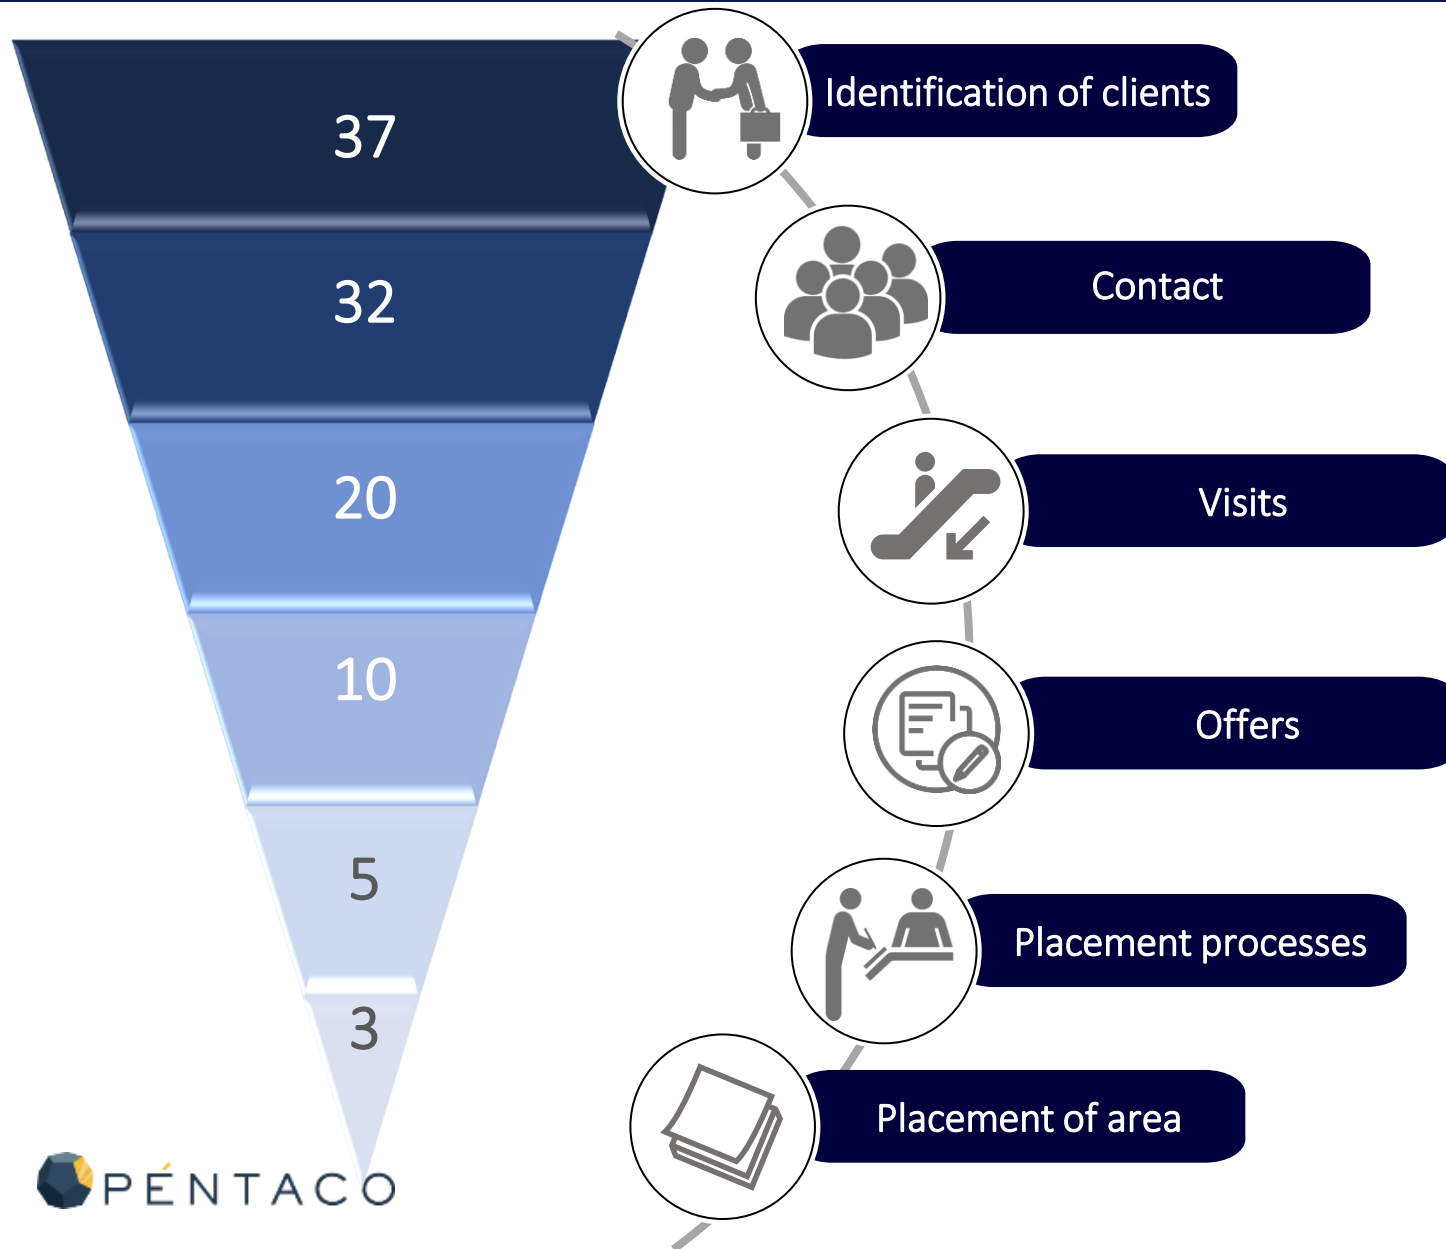 37
Identification of clients
32
Contact
20
Visits
10
Offers
5
Placement processes
3
Placement of area
PÉNTACO